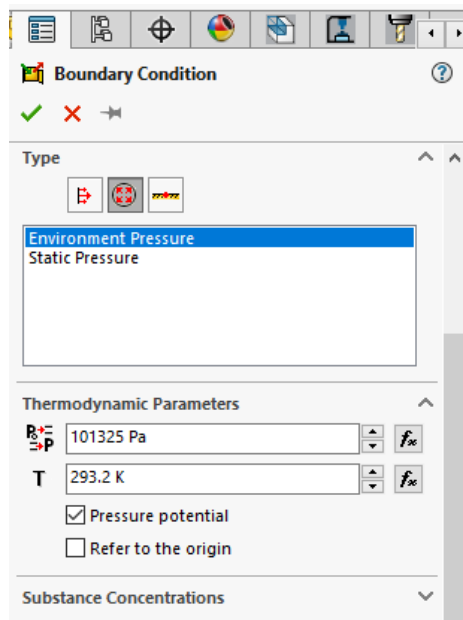 Boundary Condition
Type
Environment Pressure
Static Pressure
Thermodynamic Parameters
101325 Pa
T 293.2 K
Pressure potential
Refer to the origin
Substance Concentrations